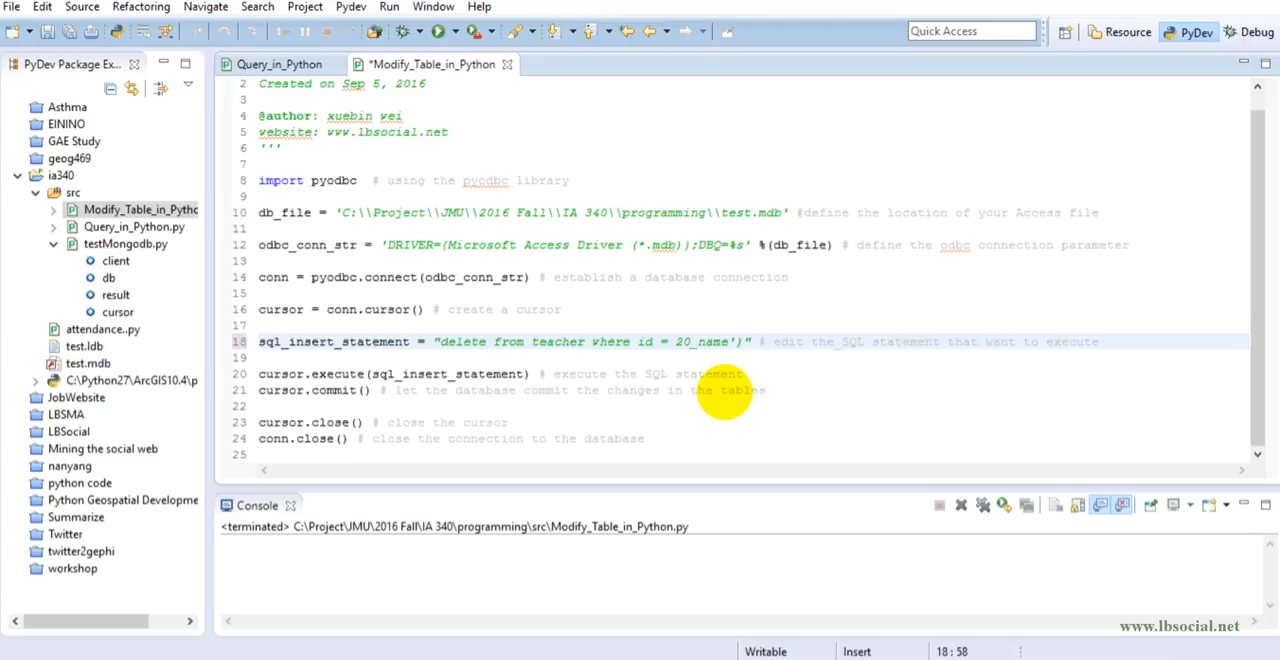 File Edit Source Refactoring Navigate Search Project Pydev Run Window Help
Quick Access Resource PyDev Debug
PyDev Package Ex...
Asthma
EININO
GAE Study
geog469
ia340
src
Modify_Table_in_Pythc
Query_in_Python.py
testMongodb.py
client
db
result
cursor
attendance..py
test.ldb
test.mdb
C:\Python27\ArcGIS10.4\p
JobWebsite
LBSMA
LBSocial
Mining the social web
nanyang
python code
Python Geospatial Developme
Summarize
Twitter
twitter2gephi
workshop
Query_in_Python *Modify_Table_in_Python
2 Created on Sep 5, 2016
3
4 @author: xuebin wei
5 website: www.lbsocial.net
6 '''
7
8 import pyodbc # using the pyodbc library
9
10 db_file = 'C:\\Project\\JMU\\2016 Fall\\IA 340\\programming\\test.mdb' #define the location of your Access file
11
12 odbc_conn_str = 'DRIVER={Microsoft Access Driver (*.mdb)};DBQ=%s' %(db_file) # define the odbc connection parameter
13
14 conn = pyodbc.connect(odbc_conn_str) # establish a database connection
15
16 cursor = conn.cursor() # create a cursor
17
18 sql_insert_statement = "delete from teacher where id = 20_name')" # edit the SQL statement that want to execute
19
20 cursor.execute(sql_insert_statement) # execute the SQL statement
21 cursor.commit() # let the database commit the changes in the tables
22
23 cursor.close() # close the cursor
24 conn.close() # close the connection to the database
25
Console
<terminated> C:\Project\JMU\2016 Fall\IA 340\programming\src\Modify_Table_in_Python.py
www.lbsocial.net
Writable Insert 18 : 58